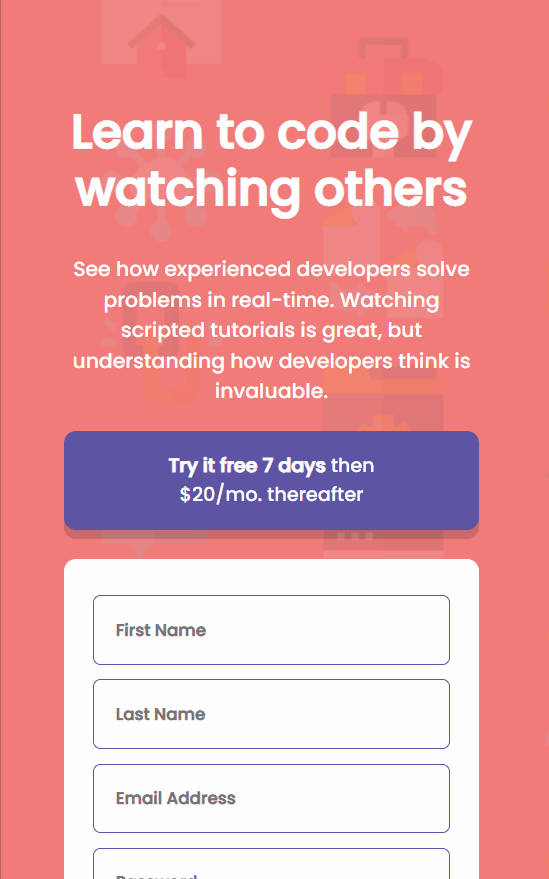 Learn to code by
watching others
See how experienced developers solve
problems in real-time. Watching
scripted tutorials is great, but
understanding how developers think is
invaluable.
Try it free 7 days then
$20/mo. thereafter
First Name
Last Name
Email Address
Password